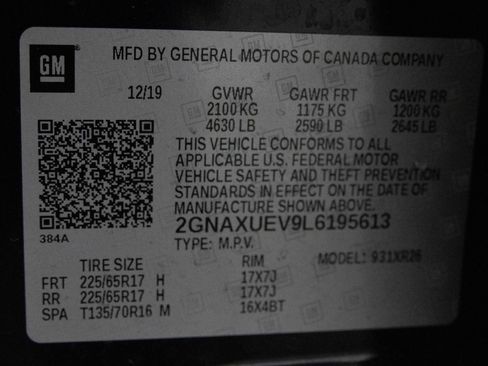 GM
MFD BY GENERAL MOTORS OF CANADA COMPANY
12/19 GVWR GAWR FRT GAWR RR
2100 KG 1175 KG 1200 KG
4630 LB 2590 LB 2645 LB
THIS VEHICLE CONFORMS TO ALL
APPLICABLE U.S. FEDERAL MOTOR
VEHICLE SAFETY AND THEFT PREVENTION
STANDARDS IN EFFECT ON THE DATE OF
MANUFACTURE SHOWN ABOVE.
384A
2GNAXUEV9L6195613
TYPE: M.P.V. MODEL: 931XR26
TIRE SIZE RIM
FRT 225/65R17 H 17X7J
RR 225/65R17 H 17X7J
SPA T135/70R16 M 16X4BT